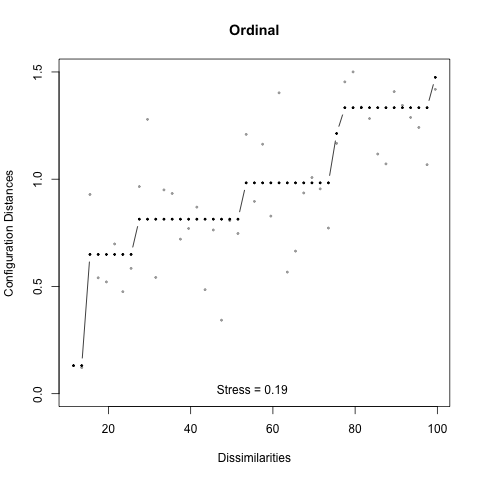 Ordinal
Configuration Distances
1.5
1.0
0.5
0.0
Stress = 0.19
20 40 60 80 100
Dissimilarities